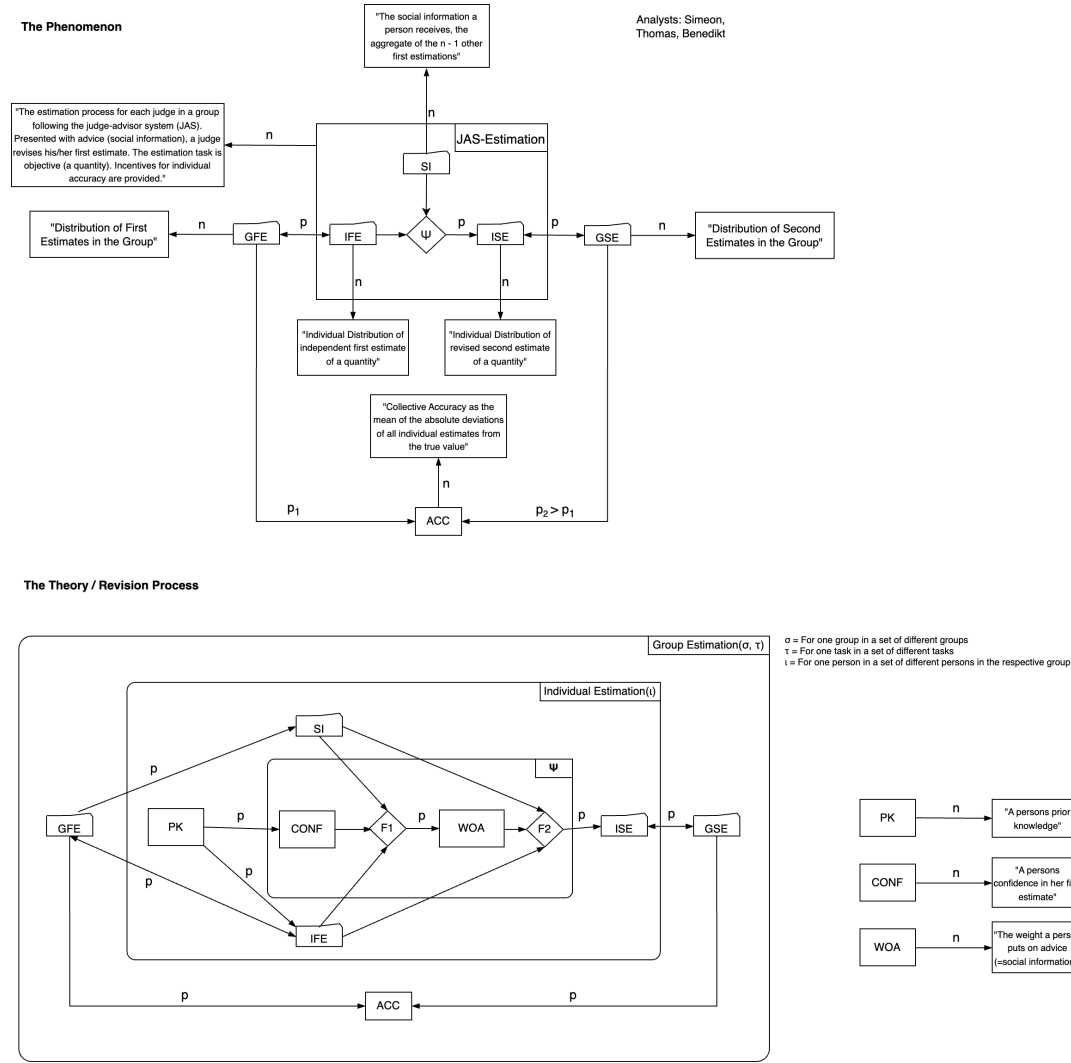 The Phenomenon
Analysts: Simeon,
Thomas, Benedikt
"The social information a
person receives, the
aggregate of the n - 1 other
first estimations"
n
"The estimation process for each judge in a group
following the judge-advisor system (JAS).
Presented with advice (social information), a judge
revises his/her first estimate. The estimation task is
objective (a quantity). Incentives for individual
accuracy are provided."
n
JAS-Estimation
SI
"Distribution of First
Estimates in the Group"
n
GFE
p
IFE
Ψ
p
ISE
p
GSE
n
"Distribution of Second
Estimates in the Group"
n
n
"Individual Distribution of
independent first estimate
of a quantity"
"Individual Distribution of
revised second estimate
of a quantity"
"Collective Accuracy as the
mean of the absolute deviations
of all individual estimates from
the true value"
n
p1
ACC
p2 > p1
The Theory / Revision Process
Group Estimation(σ, τ)
σ = For one group in a set of different groups
τ = For one task in a set of different tasks
ι = For one person in a set of different persons in the respective group
Individual Estimation(ι)
SI
p
Ψ
GFE
PK
p
CONF
F1
p
WOA
F2
p
ISE
p
GSE
p
p
IFE
p
ACC
p
PK
n
"A persons prior
knowledge"
CONF
n
"A persons
confidence in her
estimate"
WOA
n
"The weight a
puts on advice
(=social information